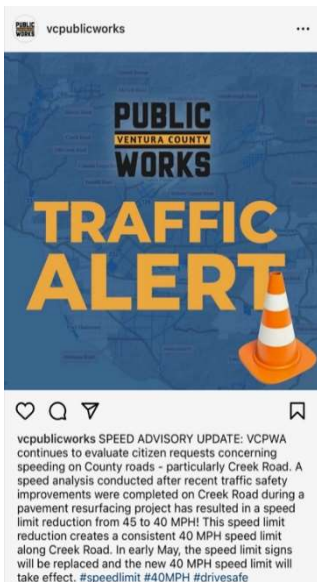 PUBLIC
WORKS
vcpublicworks
...
PUBLIC
VENTURA COUNTY
WORKS
TRAFFIC
ALERT
vcpublicworks SPEED ADVISORY UPDATE: VCPWA
continues to evaluate citizen requests concerning
speeding on County roads - particularly Creek Road. A
speed analysis conducted after recent traffic safety
improvements were completed on Creek Road during a
pavement resurfacing project has resulted in a speed
limit reduction from 45 to 40 MPH! This speed limit
reduction creates a consistent 40 MPH speed limit
along Creek Road. In early May, the speed limit signs
will be replaced and the new 40 MPH speed limit will
take effect. #speedlimit #40MPH #drivesafe